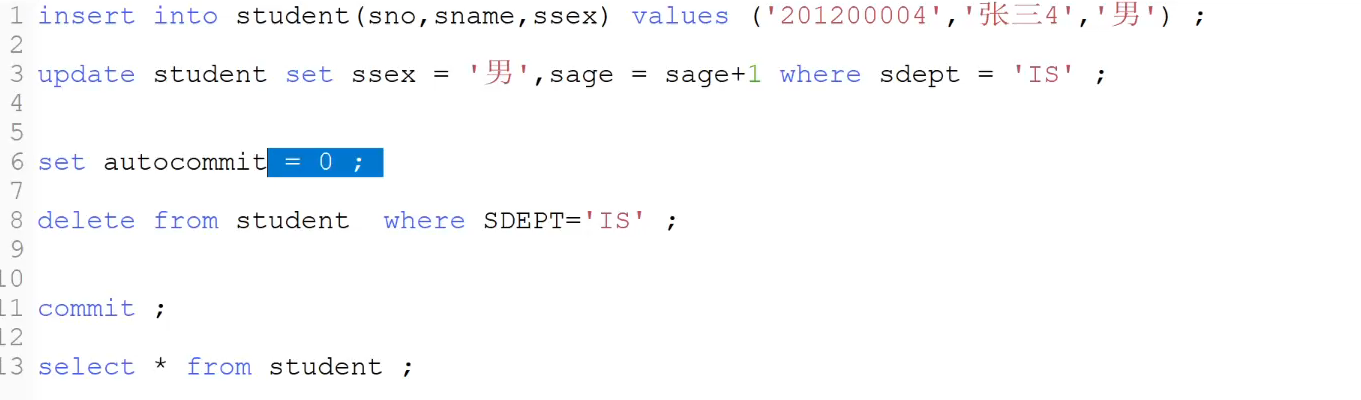 1 insert into student(sno,sname,ssex) values ('201200004','张三4','男') ;
2
3 update student set ssex = '男',sage = sage+1 where sdept = 'IS' ;
4
5
6 set autocommit = 0 ;
7
8 delete from student  where SDEPT='IS' ;
9
10
11 commit ;
12
13 select * from student ;